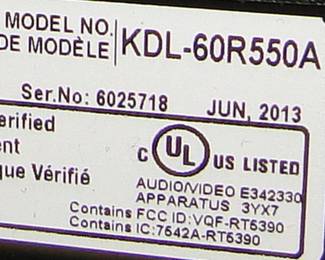 MODEL NO.
DE MODÈLE
KDL-60R550A
Ser.No: 6025718
JUN, 2013
erified
ent
que Vérifié
C UL US LISTED
AUDIO/VIDEO E342330
APPARATUS 3YX7
Contains FCC ID:VQF-RT5390
Contains IC:7542A-RT5390